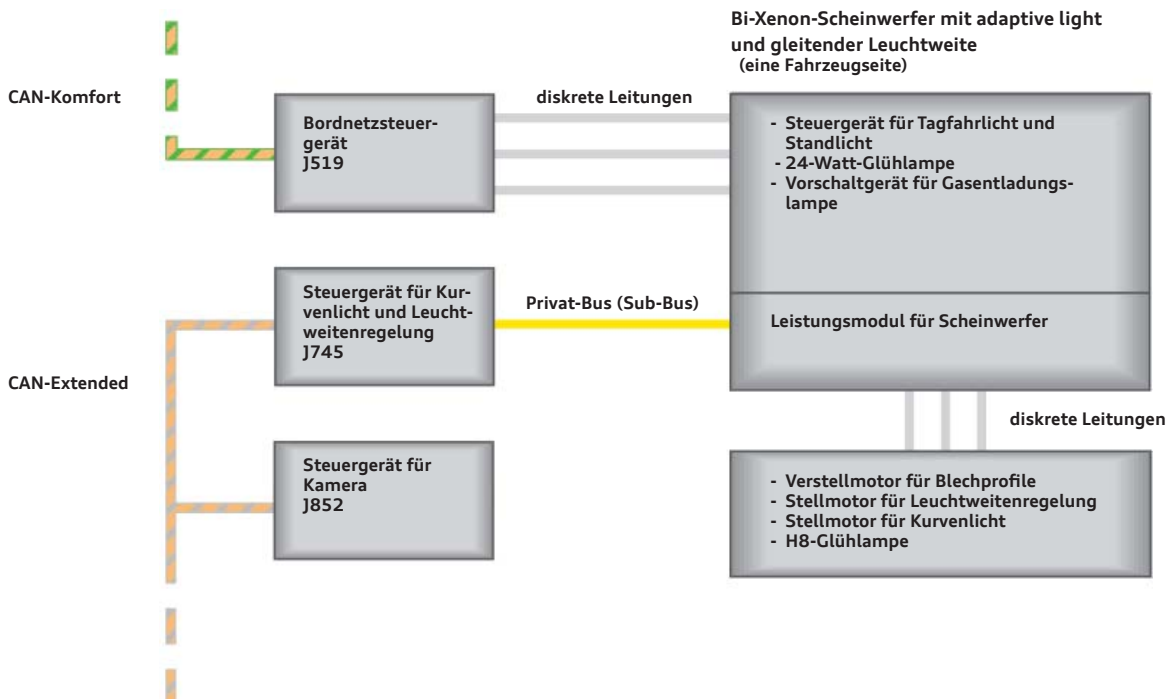 Bi-Xenon-Scheinwerfer mit adaptive light
und gleitender Leuchtweite
(eine Fahrzeugseite)
CAN-Komfort
diskrete Leitungen
Bordnetzsteuer-
gerät
J519
- Steuergerät für Tagfahrlicht und
Standlicht
- 24-Watt-Glühlampe
- Vorschaltgerät für Gasentladungs-
lampe
Steuergerät für Kur-
venlicht und Leucht-
weitenregelung
J745
Privat-Bus (Sub-Bus)
Leistungsmodul für Scheinwerfer
CAN-Extended
diskrete Leitungen
Steuergerät für
Kamera
J852
- Verstellmotor für Blechprofile
- Stellmotor für Leuchtweitenregelung
- Stellmotor für Kurvenlicht
- H8-Glühlampe